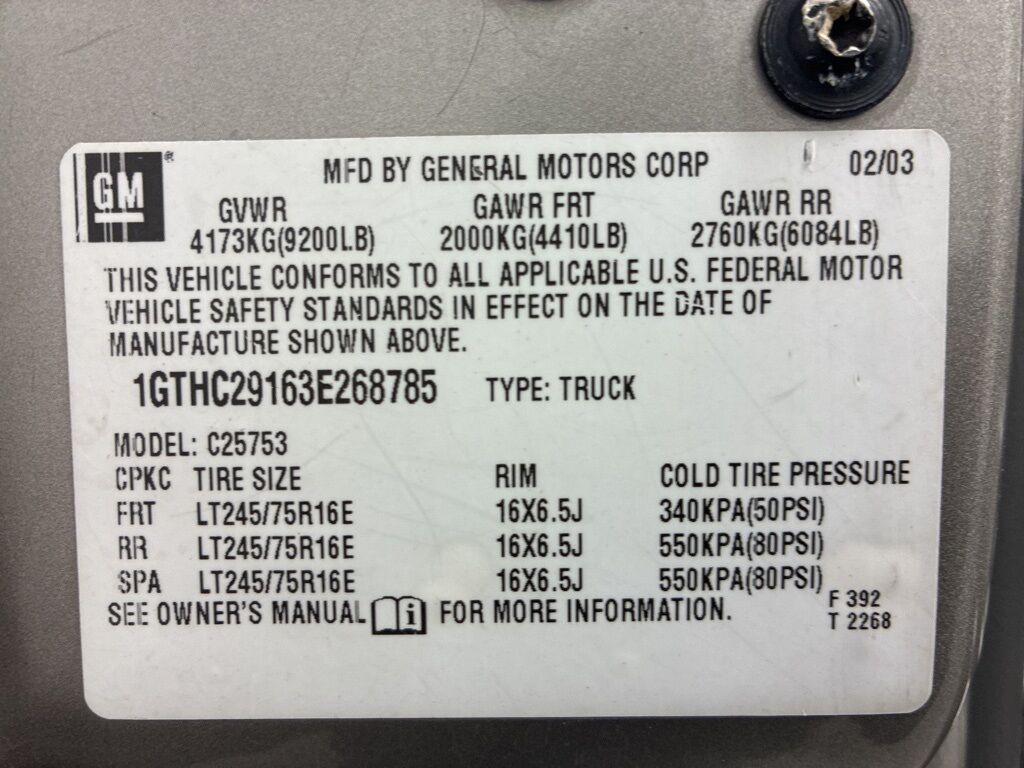 GM
MFD BY GENERAL MOTORS CORP 02/03
GVWR GAWR FRT GAWR RR
4173KG(9200LB) 2000KG(4410LB) 2760KG(6084LB)
THIS VEHICLE CONFORMS TO ALL APPLICABLE U.S. FEDERAL MOTOR
VEHICLE SAFETY STANDARDS IN EFFECT ON THE DATE OF
MANUFACTURE SHOWN ABOVE.
1GTHC29163E268785 TYPE: TRUCK
MODEL: C25753
CPKC TIRE SIZE RIM COLD TIRE PRESSURE
FRT LT245/75R16E 16X6.5J 340KPA(50PSI)
RR LT245/75R16E 16X6.5J 550KPA(80PSI)
SPA LT245/75R16E 16X6.5J 550KPA(80PSI)
SEE OWNER'S MANUAL i FOR MORE INFORMATION.
F 392
T 2268